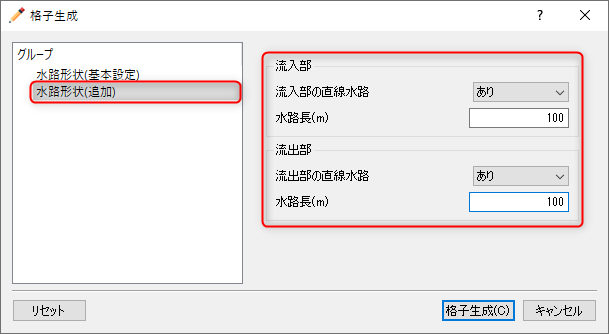 格子生成
?
グループ
水路形状(基本設定)
水路形状(追加)
流入部
流入部の直線水路 あり
水路長(m) 100
流出部
流出部の直線水路 あり
水路長(m) 100
リセット 格子生成(C) キャンセル